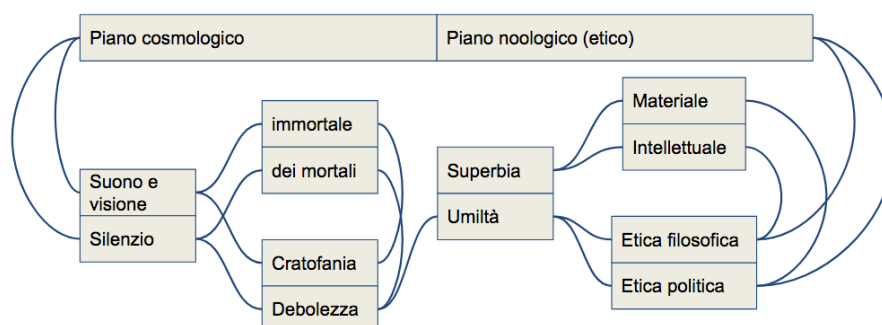 Piano cosmologico
Piano noologico (etico)
Materiale
immortale
Intellettuale
dei mortali
Superbia
Suono e
visione
Umiltà
Silenzio
Etica filosofica
Cratofania
Etica politica
Debolezza